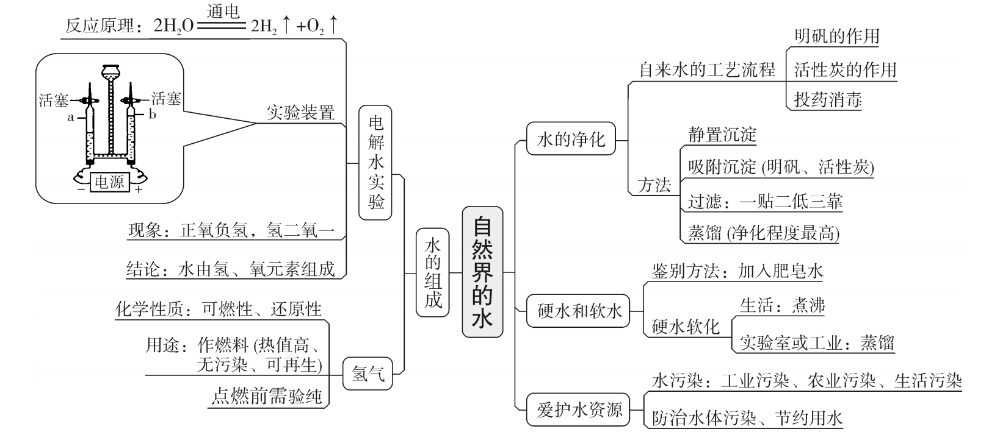 反应原理：2H₂O 通电 2H₂↑+O₂↑
活塞
活塞
a
b
电源
−
+
实验装置
现象：正氧负氢，氢二氧一
结论：水由氢、氧元素组成
电解水实验
化学性质：可燃性、还原性
用途：作燃料(热值高、
无污染、可再生)
点燃前需验纯
氢气
水的组成
自然界的水
水的净化
自来水的工艺流程
明矾的作用
活性炭的作用
投药消毒
方法
静置沉淀
吸附沉淀(明矾、活性炭)
过滤：一贴二低三靠
蒸馏(净化程度最高)
硬水和软水
鉴别方法：加入肥皂水
硬水软化
生活：煮沸
实验室或工业：蒸馏
爱护水资源
水污染：工业污染、农业污染、生活污染
防治水体污染、节约用水